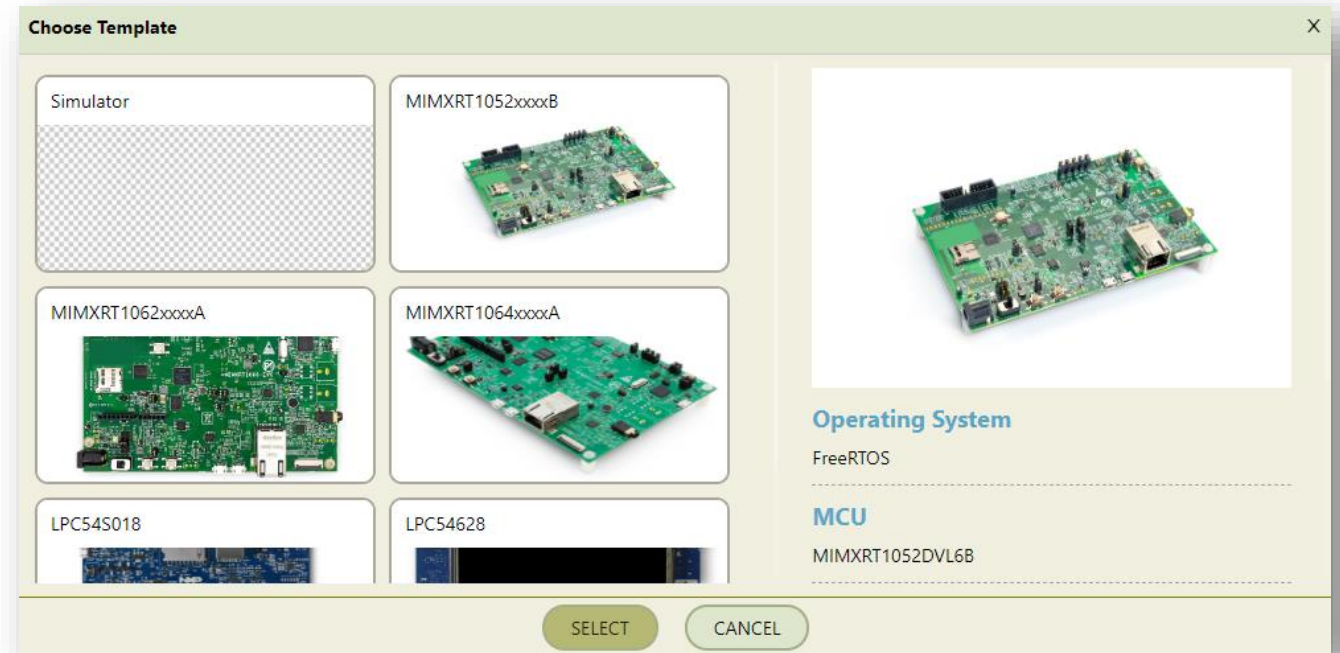 Choose Template
X
Simulator
MIMXRT1052xxxxB
MIMXRT1062xxxxA
MIMXRT1064xxxxA
LPC54S018
LPC54628
Operating System
FreeRTOS
MCU
MIMXRT1052DVL6B
SELECT
CANCEL